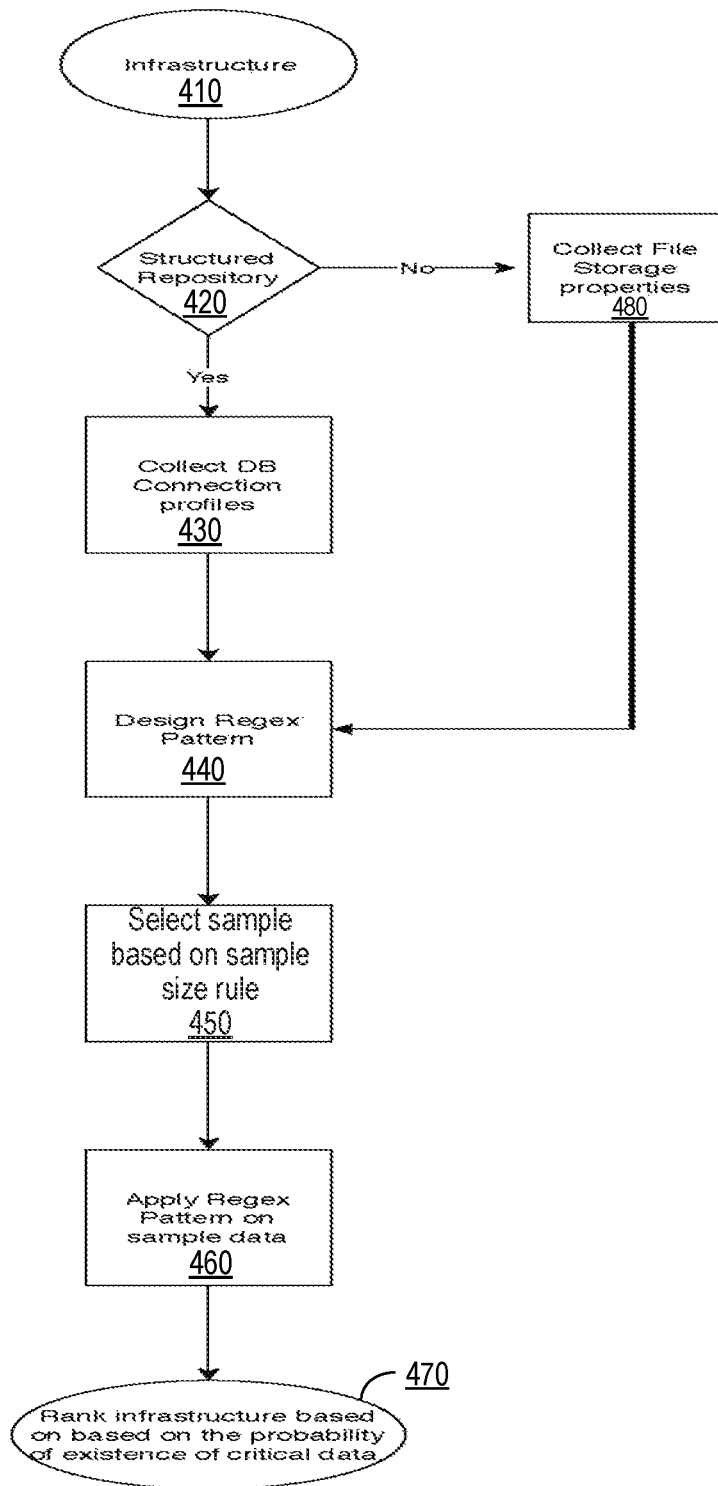 Infrastructure
410
Structured
Repository
420
No
Collect File
Storage
properties
480
Yes
Collect DB
Connection
profiles
430
Design Regex
Pattern
440
Select sample
based on sample
size rule
450
Apply Regex
Pattern on
sample data
460
470
Rank infrastructure based
on based on the probability
of existence of critical data